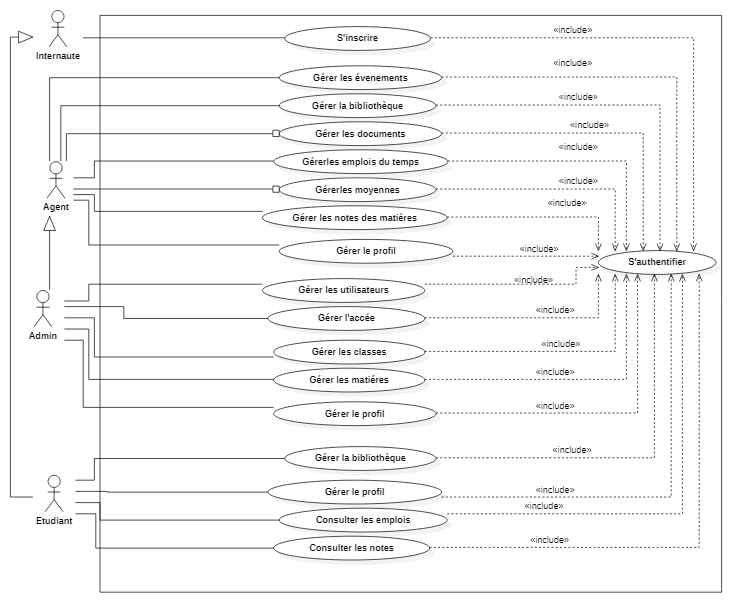 S'inscrire
«include»
Internaute
«include»
Gérer les évenements
Gérer la bibliothèque
«include»
Gérer les documents
«include»
Gérerles emplois du temps
«include»
Gérerles moyennes
«include»
Agent
Gérer les notes des matiéres
«include»
Gérer le profil
«include»
S'authentifier
Gérer les utilisateurs
«include»
Gérer l'accée
«include»
Admin
Gérer les classes
«include»
Gérer les matiéres
«include»
Gérer le profil
«include»
Gérer la bibliothèque
«include»
Gérer le profil
«include»
«include»
Etudiant
Consulter les emplois
Consulter les notes
«include»